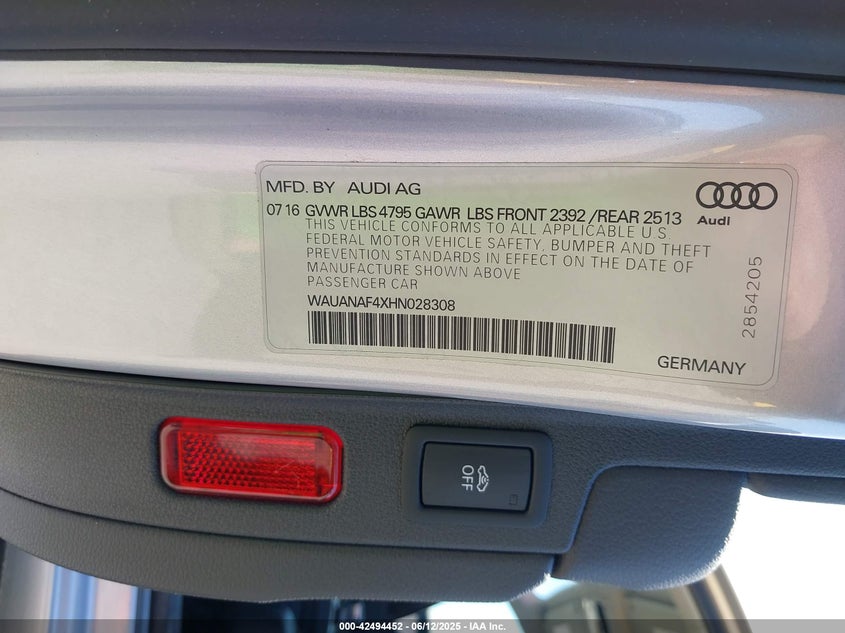 MFD. BY AUDI AG
07 16 GVWR LBS 4795 GAWR LBS FRONT 2392 /REAR 2513
THIS VEHICLE CONFORMS TO ALL APPLICABLE U.S.
FEDERAL MOTOR VEHICLE SAFETY, BUMPER AND THEFT
PREVENTION STANDARDS IN EFFECT ON THE DATE OF
MANUFACTURE SHOWN ABOVE
PASSENGER CAR
WAUANAF4XHN028308
Audi
2854205
GERMANY
OFF
000-42494452 - 06/12/2025 - IAA Inc.